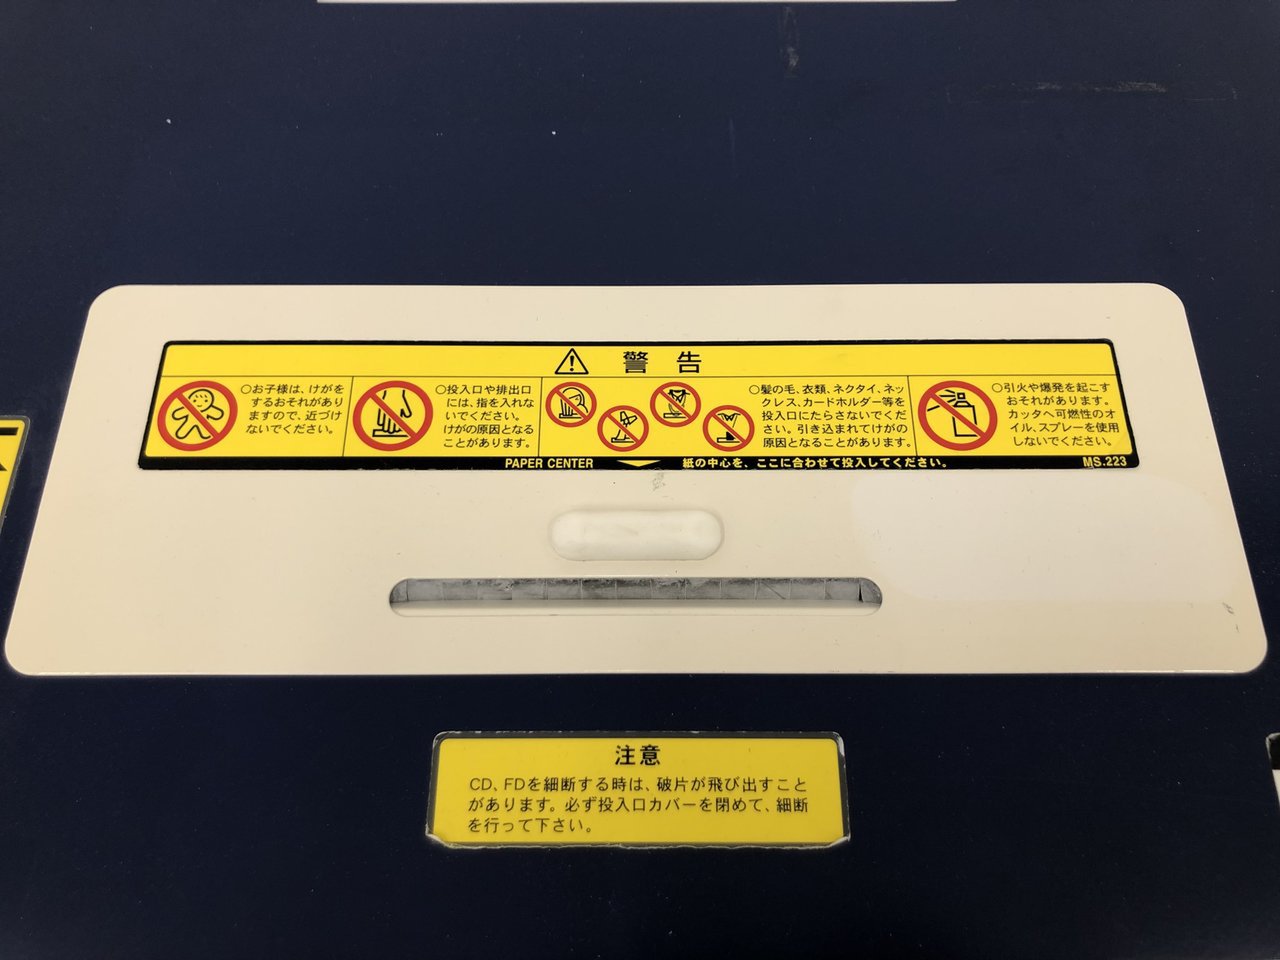 警告
○お子様は、けがを
するおそれがあり
ますので、近づけ
ないでください。
○投入口や排出口
には、指を入れな
いでください。
けがの原因となる
ことがあります。
○髪の毛、衣類、ネクタイ、ネッ
クレス、カードホルダー等を
投入口にたらさないでくだ
さい。引き込まれてけがの
原因となることがあります。
○引火や爆発を起こす
おそれがあります。
カッタへ可燃性のオ
イル、スプレーを使用
しないでください。
PAPER CENTER 紙の中心を、ここに合わせて投入してください。 MS.223
注意
CD、FDを細断する時は、破片が飛び出すこと
があります。必ず投入口カバーを閉めて、細断
を行って下さい。